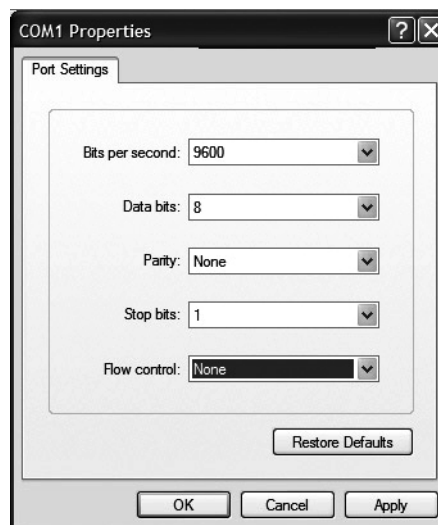 COM1 Properties
Port Settings
Bits per second: 9600
Data bits: 8
Parity: None
Stop bits: 1
Flow control: None
Restore Defaults
OK Cancel Apply